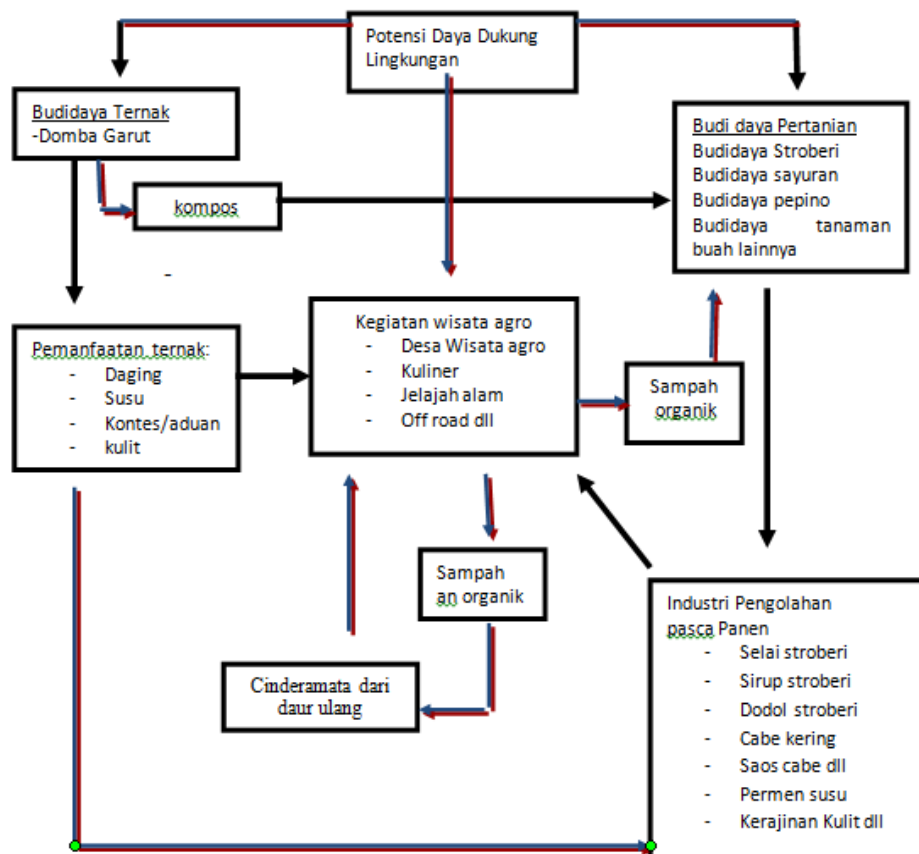 Potensi Daya Dukung
Lingkungan
Budidaya Ternak
-Domba Garut
Budi daya Pertanian
Budidaya Stroberi
Budidaya sayuran
Budidaya pepino
Budidaya tanaman
buah lainnya
kompos
-
Pemanfaatan ternak:
- Daging
- Susu
- Kontes/aduan
- kulit
Kegiatan wisata agro
- Desa Wisata agro
- Kuliner
- Jelajah alam
- Off road dll
Sampah
organik
Sampah
an organik
Cinderamata dari
daur ulang
Industri Pengolahan
pasca Panen
- Selai stroberi
- Sirup stroberi
- Dodol stroberi
- Cabe kering
- Saos cabe dll
- Permen susu
- Kerajinan Kulit dll